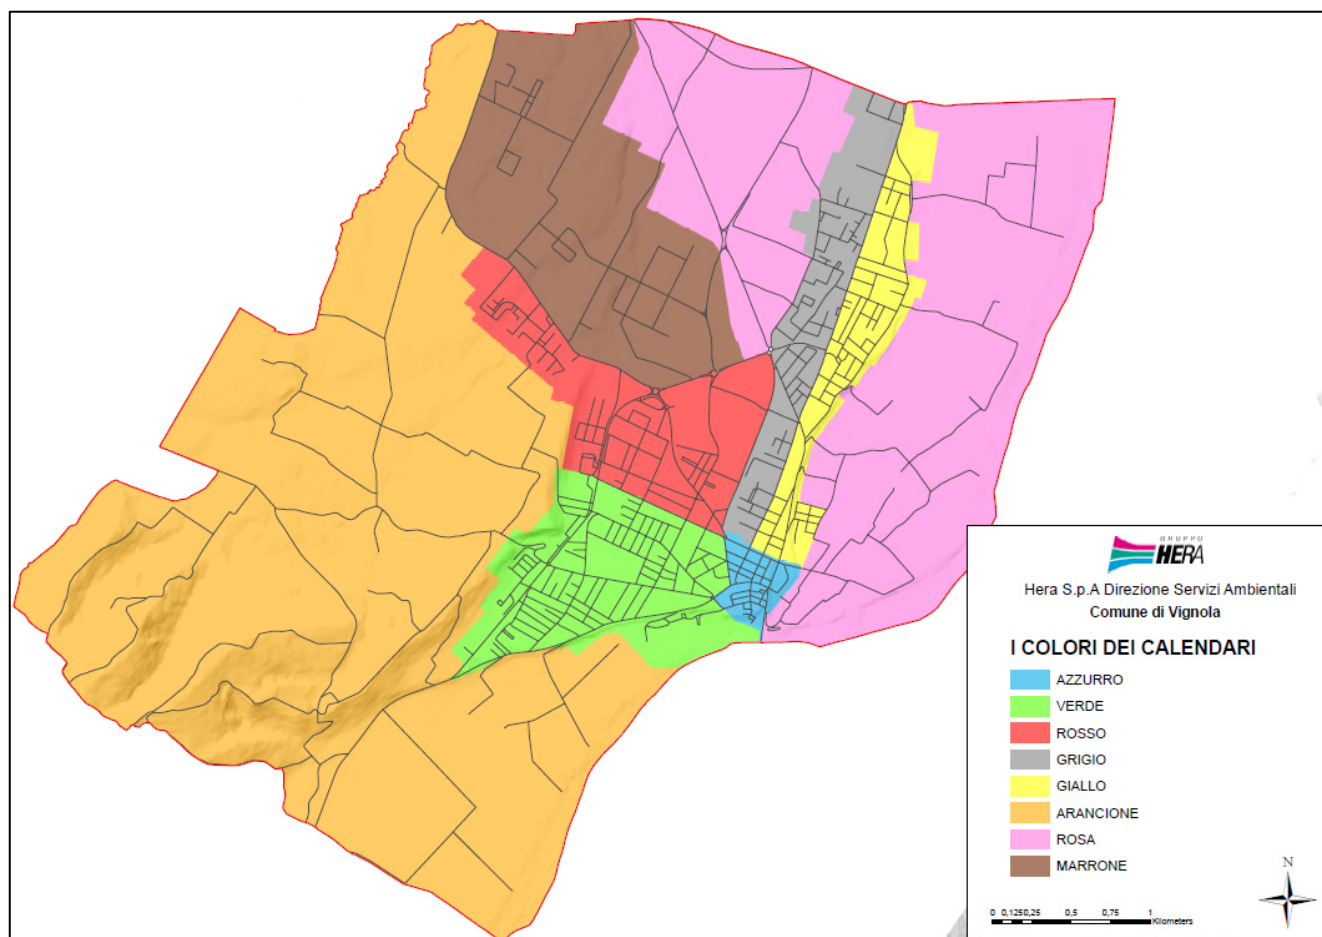 GRUPPO
HERA
Hera S.p.A Direzione Servizi Ambientali
Comune di Vignola
I COLORI DEI CALENDARI
AZZURRO
VERDE
ROSSO
GRIGIO
GIALLO
ARANCIONE
ROSA
MARRONE
N
0 0,1250,25 0,5 0,75 1
Kilometers